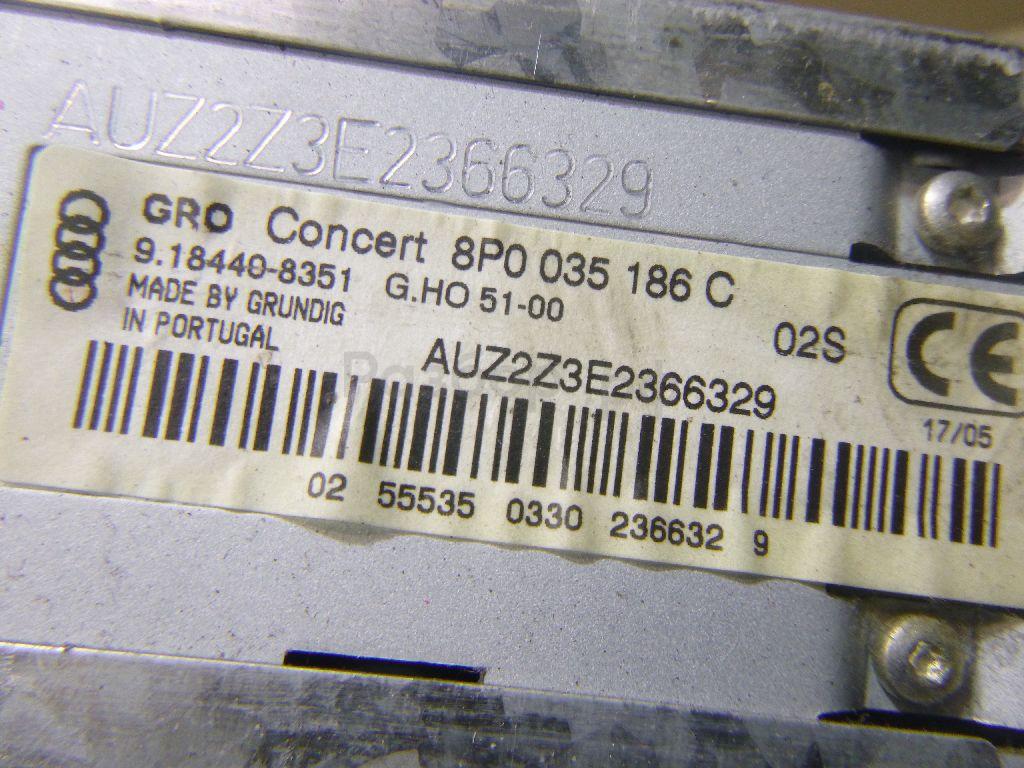 AUZ2Z3E2366329
GRO Concert 8P0 035 186 C
9.18440-8351 G.HO 51-00
MADE BY GRUNDIG
IN PORTUGAL
02S
CE
AUZ2Z3E2366329
17/05
02 55535 0330 236632 9